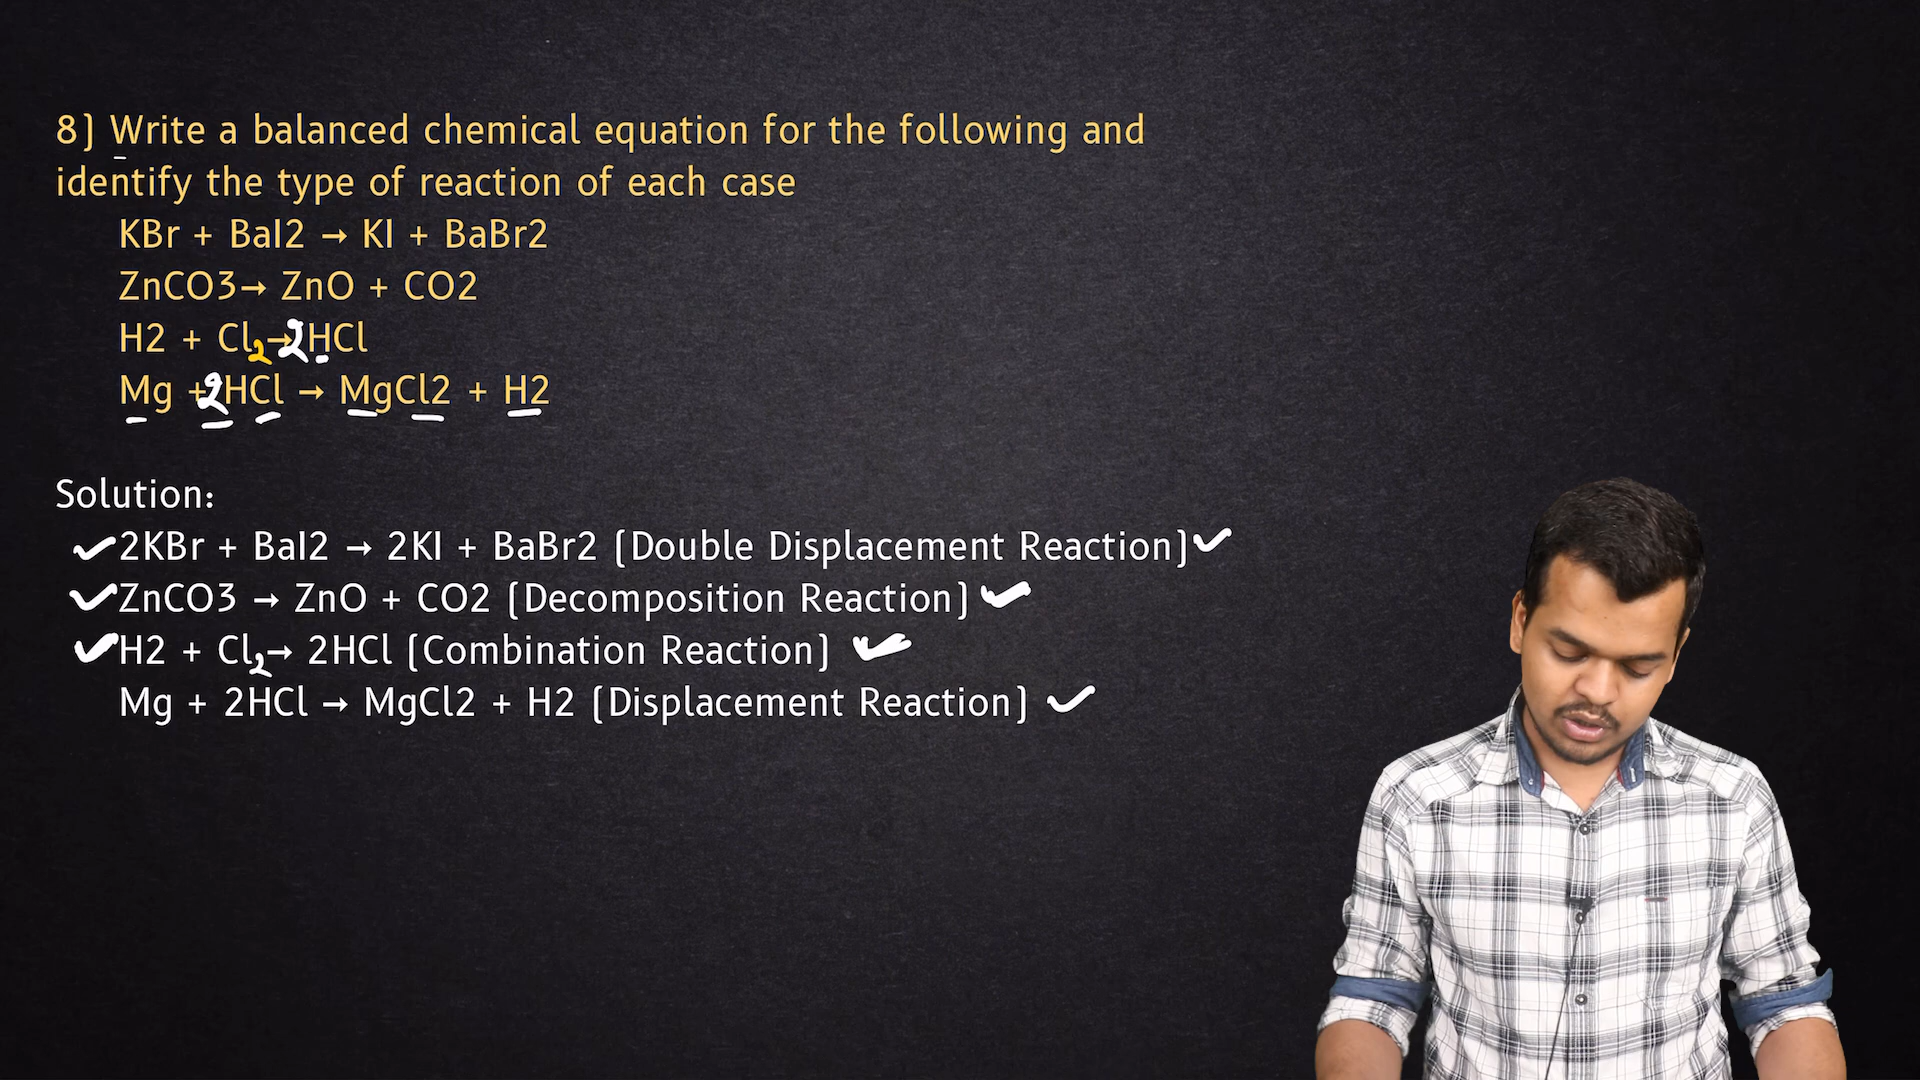 8) Write a balanced chemical equation for the following and
identify the type of reaction of each case
KBr + BaI2 → KI + BaBr2
ZnCO3→ ZnO + CO2
H2 + Cl2→2HCl
Mg +2HCl → MgCl2 + H2
Solution:
2KBr + BaI2 → 2KI + BaBr2 (Double Displacement Reaction)
ZnCO3 → ZnO + CO2 (Decomposition Reaction)
H2 + Cl2→ 2HCl (Combination Reaction)
Mg + 2HCl → MgCl2 + H2 (Displacement Reaction)